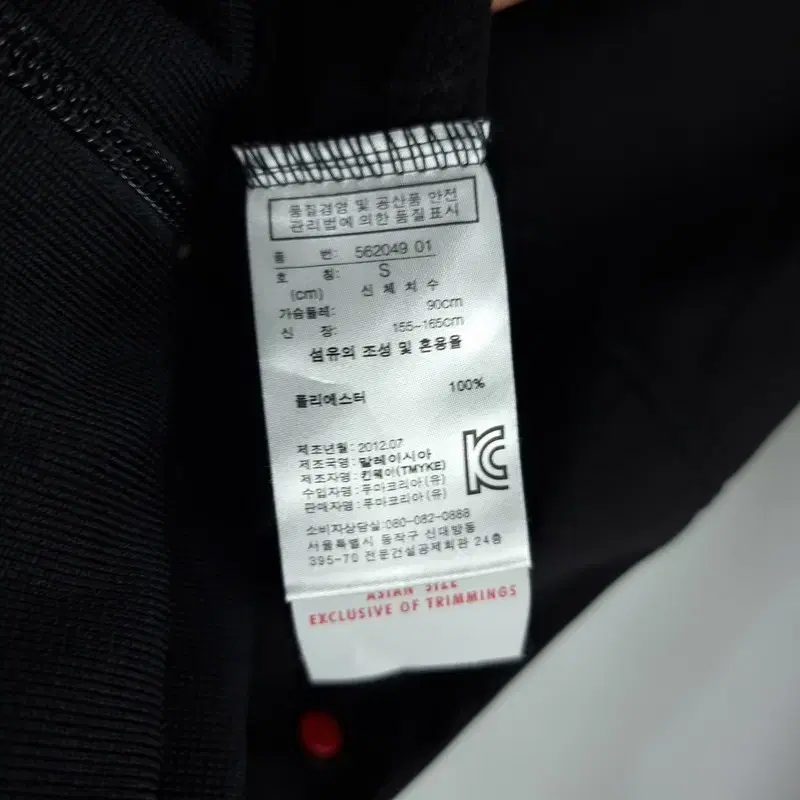 품질경영 및 공산품 안전
관리법에 의한 품질표시
품 번: 562049 01
호 칭: S
(cm) 신 체 치 수
가슴둘레: 90cm
신 장: 155~165cm
섬유의 조성 및 혼용율
폴리에스터 100%
제조년월: 2012.07
제조국명: 말레이시아
제조자명: 킨웨이(TMYKE)
수입자명: 푸마코리아(유)
판매자명: 푸마코리아(유)
소비자상담실:080-082-0888
서울특별시 동작구 신대방동
395-70 전문건설공제회관 24층
ASIAN SIZE
EXCLUSIVE OF TRIMMINGS